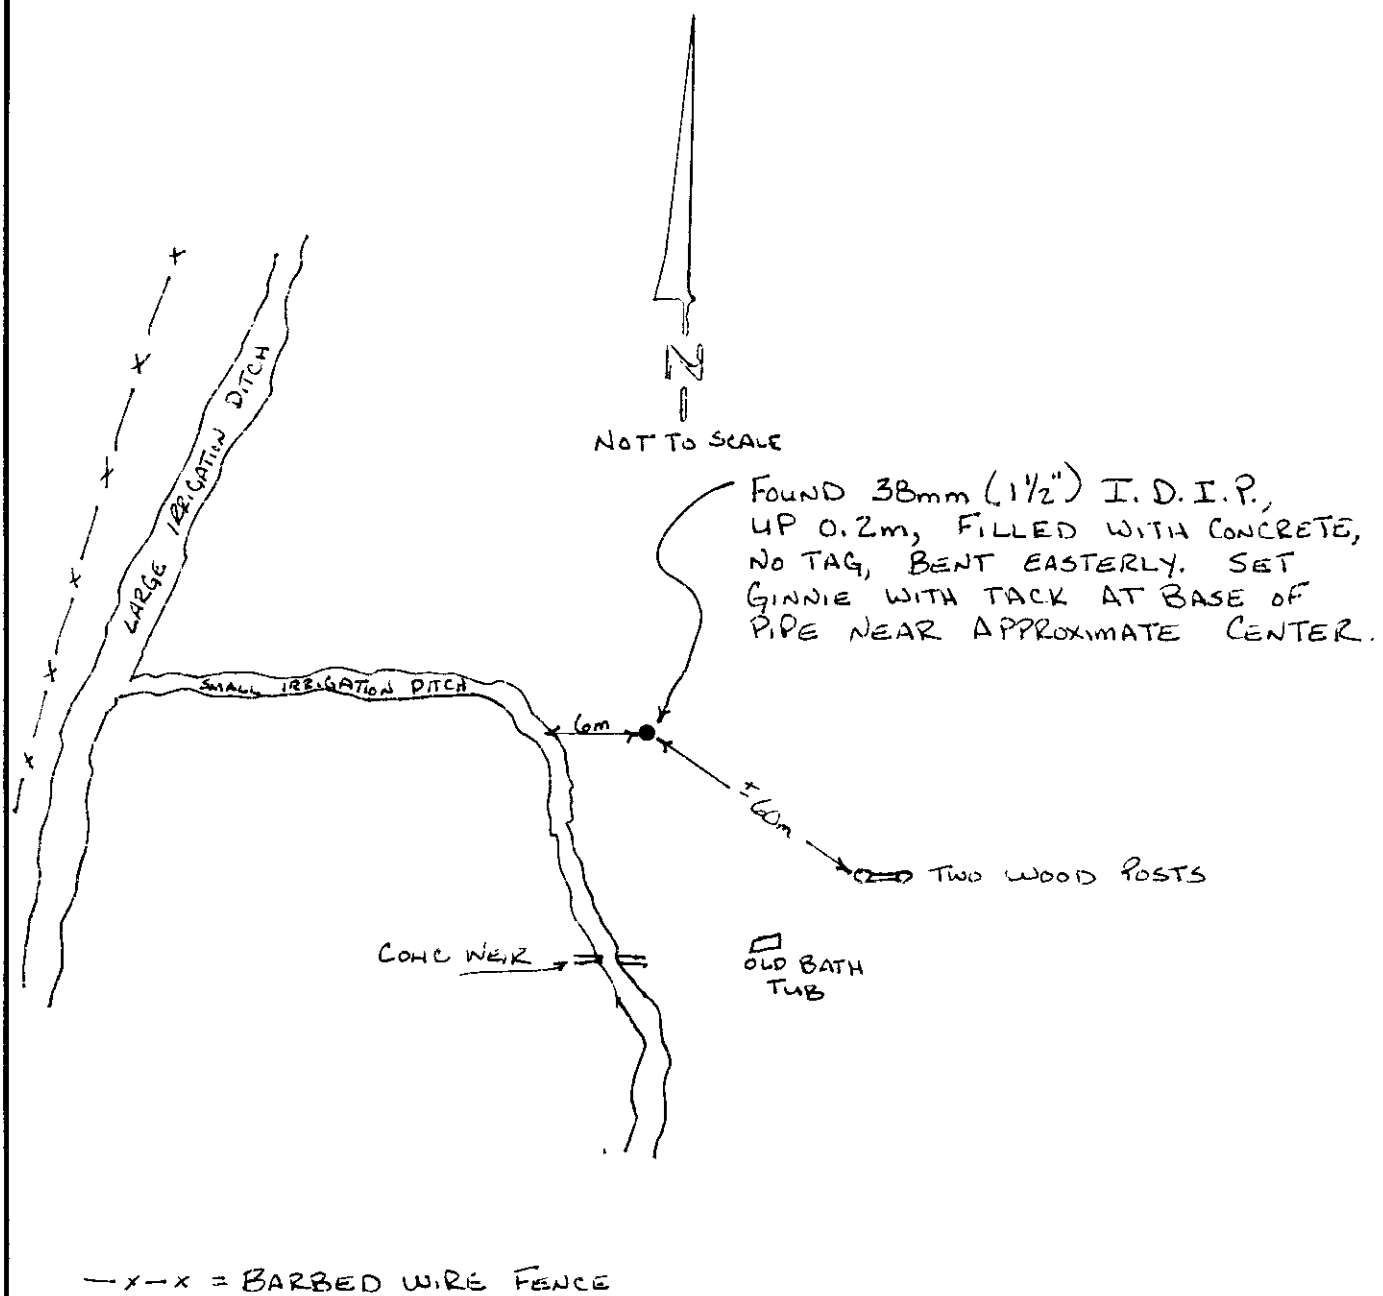 N
NOT TO SCALE
FOUND 38mm (1½") I.D.I.P.,
UP 0.2m, FILLED WITH CONCRETE,
NO TAG, BENT EASTERLY. SET
GINNIE WITH TACK AT BASE OF
PIPE NEAR APPROXIMATE CENTER.
LARGE IRRIGATION DITCH
SMALL IRRIGATION DITCH
6m
±60m
TWO WOOD POSTS
CONC WEIR
OLD BATH
TUB
—x—x = BARBED WIRE FENCE